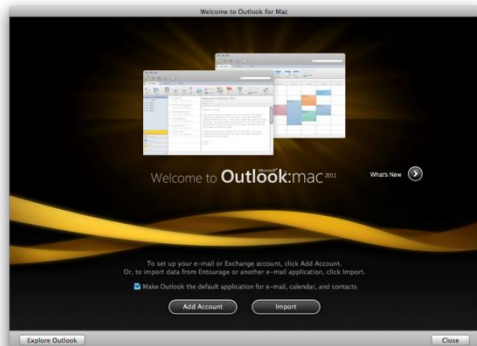 Welcome to Outlook for Mac
Welcome to Microsoft Outlook:mac 2011
What's New
To set up your e-mail or Exchange account, click Add Account.
Or, to import data from Entourage or another e-mail application, click Import.
Make Outlook the default application for e-mail, calendar, and contacts
Add Account
Import
Explore Outlook
Close